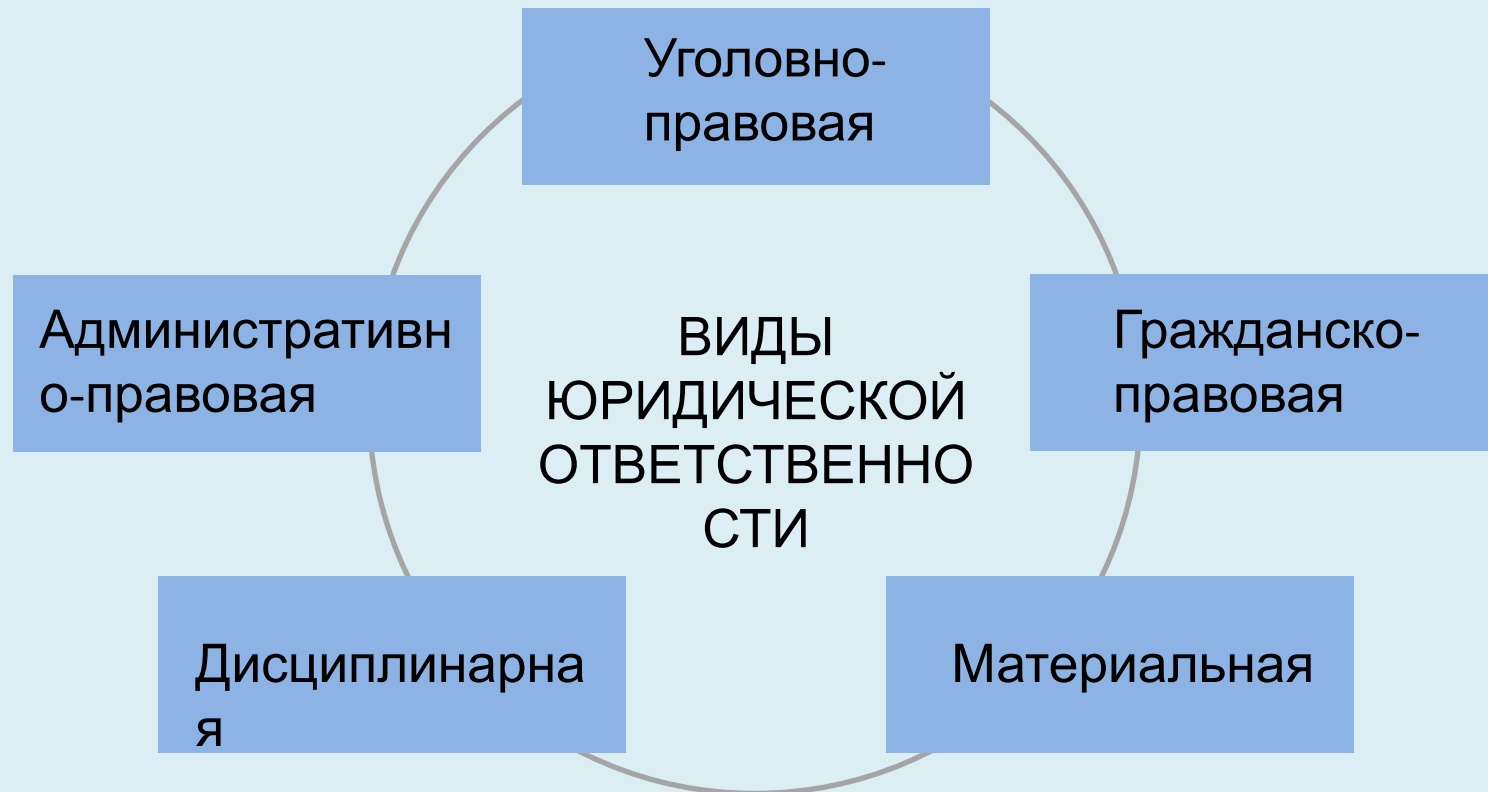 Уголовно-
правовая
Административн
о-правовая
ВИДЫ
ЮРИДИЧЕСКОЙ
ОТВЕТСТВЕННО
СТИ
Гражданско-
правовая
Дисциплинарна
я
Материальная